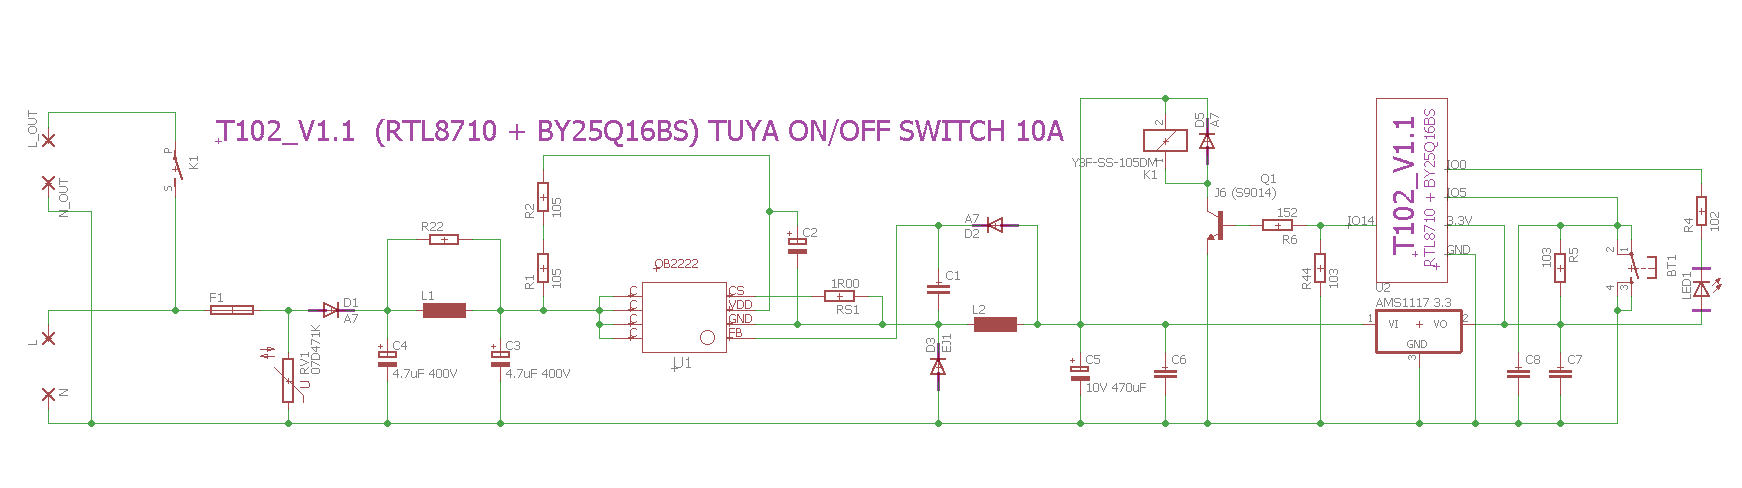 T102_V1.1 (RTL8710 + BY25Q16BS) TUYA ON/OFF SWITCH 10A
L_OUT
N_OUT
L
N
P
S
K1
F1
RV1
07D471K
U
D1
A7
C4
4.7uF 400V
R22
L1
C3
4.7uF 400V
R2
105
R1
105
OB2222
C
C
C
C
CS
VDD
GND
FB
U1
C2
1R00
RS1
A7
D2
C1
D3
EJ1
L2
2
1
Y3F-SS-105DM
K1
D5
A7
Q1
J6 (S9014)
152
R6
R44
103
C5
10V 470uF
C6
IO14
T102_V1.1
RTL8710 + BY25Q16BS
IO0
IO5
3.3V
GND
U2
AMS1117 3.3
1
VI
VO
2
GND
3
C8
C7
103
R5
2
1
4
3
BT1
R4
102
LED1